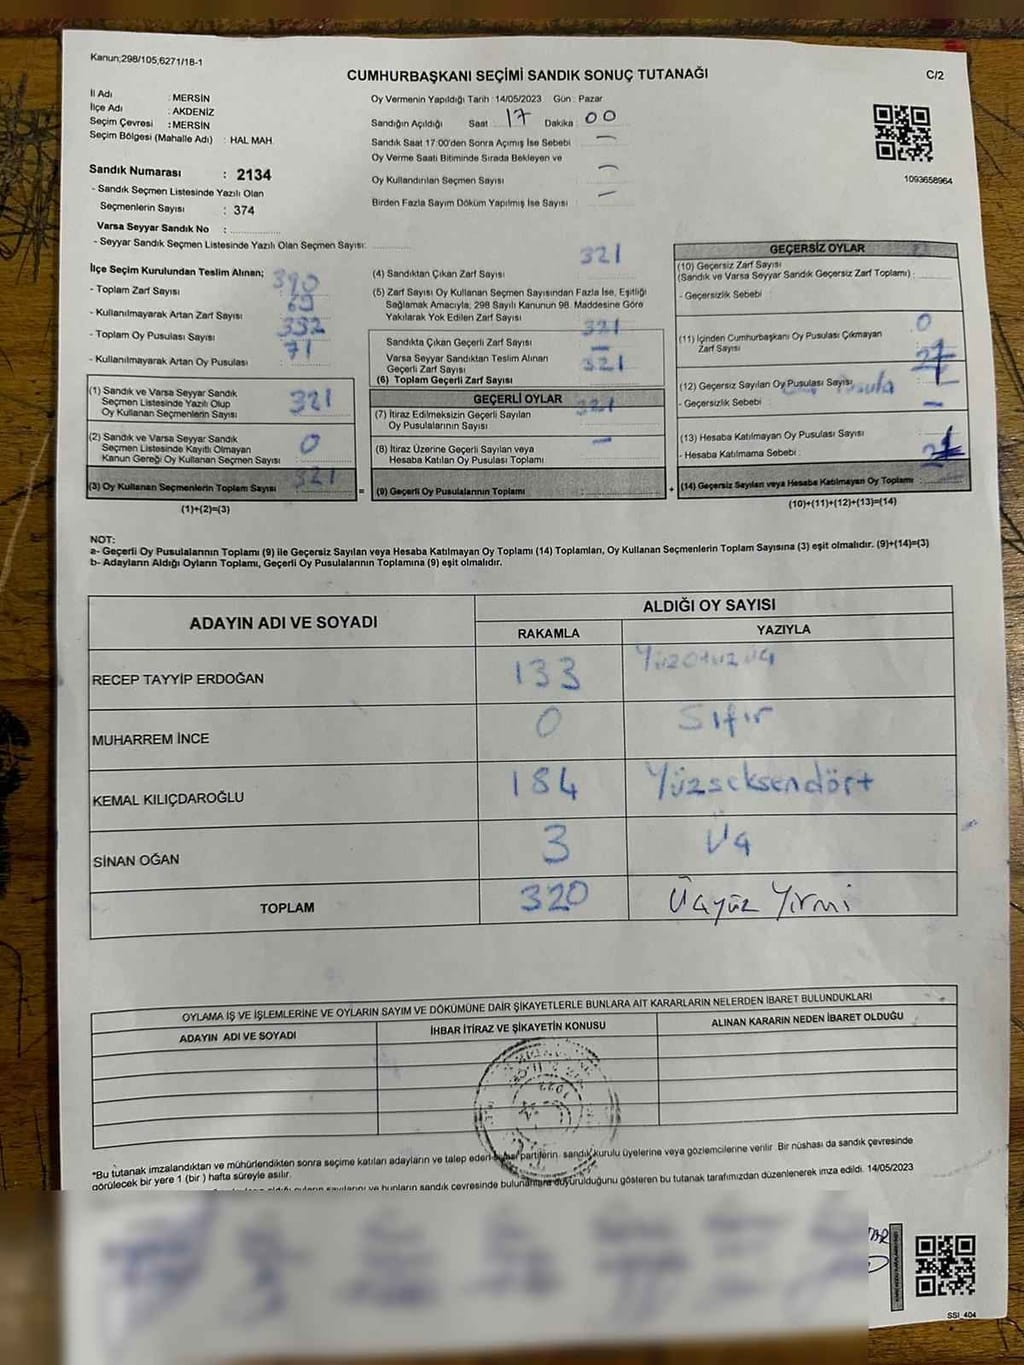 Kanun;298/105,6271/18-1
CUMHURBAŞKANI SEÇİMİ SANDIK SONUÇ TUTANAĞI
C/2
İl Adı : MERSİN
İlçe Adı : AKDENİZ
Seçim Çevresi : MERSİN
Seçim Bölgesi (Mahalle Adı) : HAL MAH.
Sandık Numarası : 2134
- Sandık Seçmen Listesinde Yazılı Olan
Seçmenlerin Sayısı : 374
Varsa Seyyar Sandık No :
- Seyyar Sandık Seçmen Listesinde Yazılı Olan Seçmen Sayısı:
Oy Vermenin Yapıldığı Tarih : 14/05/2023 Gün : Pazar
Sandığın Açıldığı Saat : 17 Dakika : 00
Sandık Saat 17:00'den Sonra Açımış İse Sebebi : —
Oy Verme Saati Bitiminde Sırada Bekleyen ve
Oy Kullandırılan Seçmen Sayısı : —
Birden Fazla Sayım Döküm Yapılmış İse Sayısı : —
1093658964
İlçe Seçim Kurulundan Teslim Alınan;
- Toplam Zarf Sayısı : 390
- Kullanılmayarak Artan Zarf Sayısı : 69
- Toplam Oy Pusulası Sayısı :
- Kullanılmayarak Artan Oy Pusulası : 71
(1) Sandık ve Varsa Seyyar Sandık
Seçmen Listesinde Yazılı Olup
Oy Kullanan Seçmenlerin Sayısı : 321
(2) Sandık ve Varsa Seyyar Sandık
Seçmen Listesinde Kayıtlı Olmayan
Kanun Gereği Oy Kullanan Seçmen Sayısı : 0
(3) Oy Kullanan Seçmenlerin Toplam Sayısı : 321
(1)+(2)=(3)
(4) Sandıktan Çıkan Zarf Sayısı : 321
(5) Zarf Sayısı Oy Kullanan Seçmen Sayısından Fazla İse, Eşitliği
Sağlamak Amacıyla, 298 Sayılı Kanunun 98. Maddesine Göre
Yakılarak Yok Edilen Zarf Sayısı :
Sandıkta Çıkan Geçerli Zarf Sayısı : 321
Varsa Seyyar Sandıktan Teslim Alınan
Geçerli Zarf Sayısı : —
(6) Toplam Geçerli Zarf Sayısı : 321
GEÇERLİ OYLAR
(7) İtiraz Edilmeksizin Geçerli Sayılan
Oy Pusulalarının Sayısı : 321
(8) İtiraz Üzerine Geçerli Sayılan veya
Hesaba Katılan Oy Pusulası Toplamı : —
= (9) Geçerli Oy Pusulalarının Toplamı :
GEÇERSİZ OYLAR
(10) Geçersiz Zarf Sayısı
(Sandık ve Varsa Seyyar Sandık Geçersiz Zarf Toplamı) :
- Geçersizlik Sebebi :
(11) İçinden Cumhurbaşkanı Oy Pusulası Çıkmayan
Zarf Sayısı : 0
(12) Geçersiz Sayılan Oy Pusulası Sayısı :
- Geçersizlik Sebebi : —
(13) Hesaba Katılmayan Oy Pusulası Sayısı :
- Hesaba Katılmama Sebebi :
+ (14) Geçersiz Sayılan veya Hesaba Katılmayan Oy Toplamı :
(10)+(11)+(12)+(13)=(14)
NOT:
a- Geçerli Oy Pusulalarının Toplamı (9) ile Geçersiz Sayılan veya Hesaba Katılmayan Oy Toplamı (14) Toplamları, Oy Kullanan Seçmenlerin Toplam Sayısına (3) eşit olmalıdır. (9)+(14)=(3)
b- Adayların Aldığı Oyların Toplamı, Geçerli Oy Pusulalarının Toplamına (9) eşit olmalıdır.
ADAYIN ADI VE SOYADI
ALDIĞI OY SAYISI
RAKAMLA YAZIYLA
RECEP TAYYİP ERDOĞAN 133 Yüzotuzüç
MUHARREM İNCE 0 Sıfır
KEMAL KILIÇDAROĞLU 184 Yüzseksendört
SİNAN OĞAN 3 Üç
TOPLAM 320 Üçyüz Yirmi
OYLAMA İŞ VE İŞLEMLERİNE VE OYLARIN SAYIM VE DÖKÜMÜNE DAİR ŞİKAYETLERLE BUNLARA AİT KARARLARIN NELERDEN İBARET BULUNDUKLARI
ADAYIN ADI VE SOYADI İHBAR İTİRAZ VE ŞİKAYETİN KONUSU ALINAN KARARIN NEDEN İBARET OLDUĞU
*Bu tutanak imzalandıktan ve mühürlendikten sonra seçime katılan adayların ve talep eden siyasi partilerin sandık kurulu üyelerine veya gözlemcilerine verilir. Bir nüshası da sandık çevresinde
görülecek bir yere 1 (bir) hafta süreyle asılır.
bulunanlara duyurulduğunu gösteren bu tutanak tarafımızdan düzenlenerek imza edildi. 14/05/2023
SSI_404